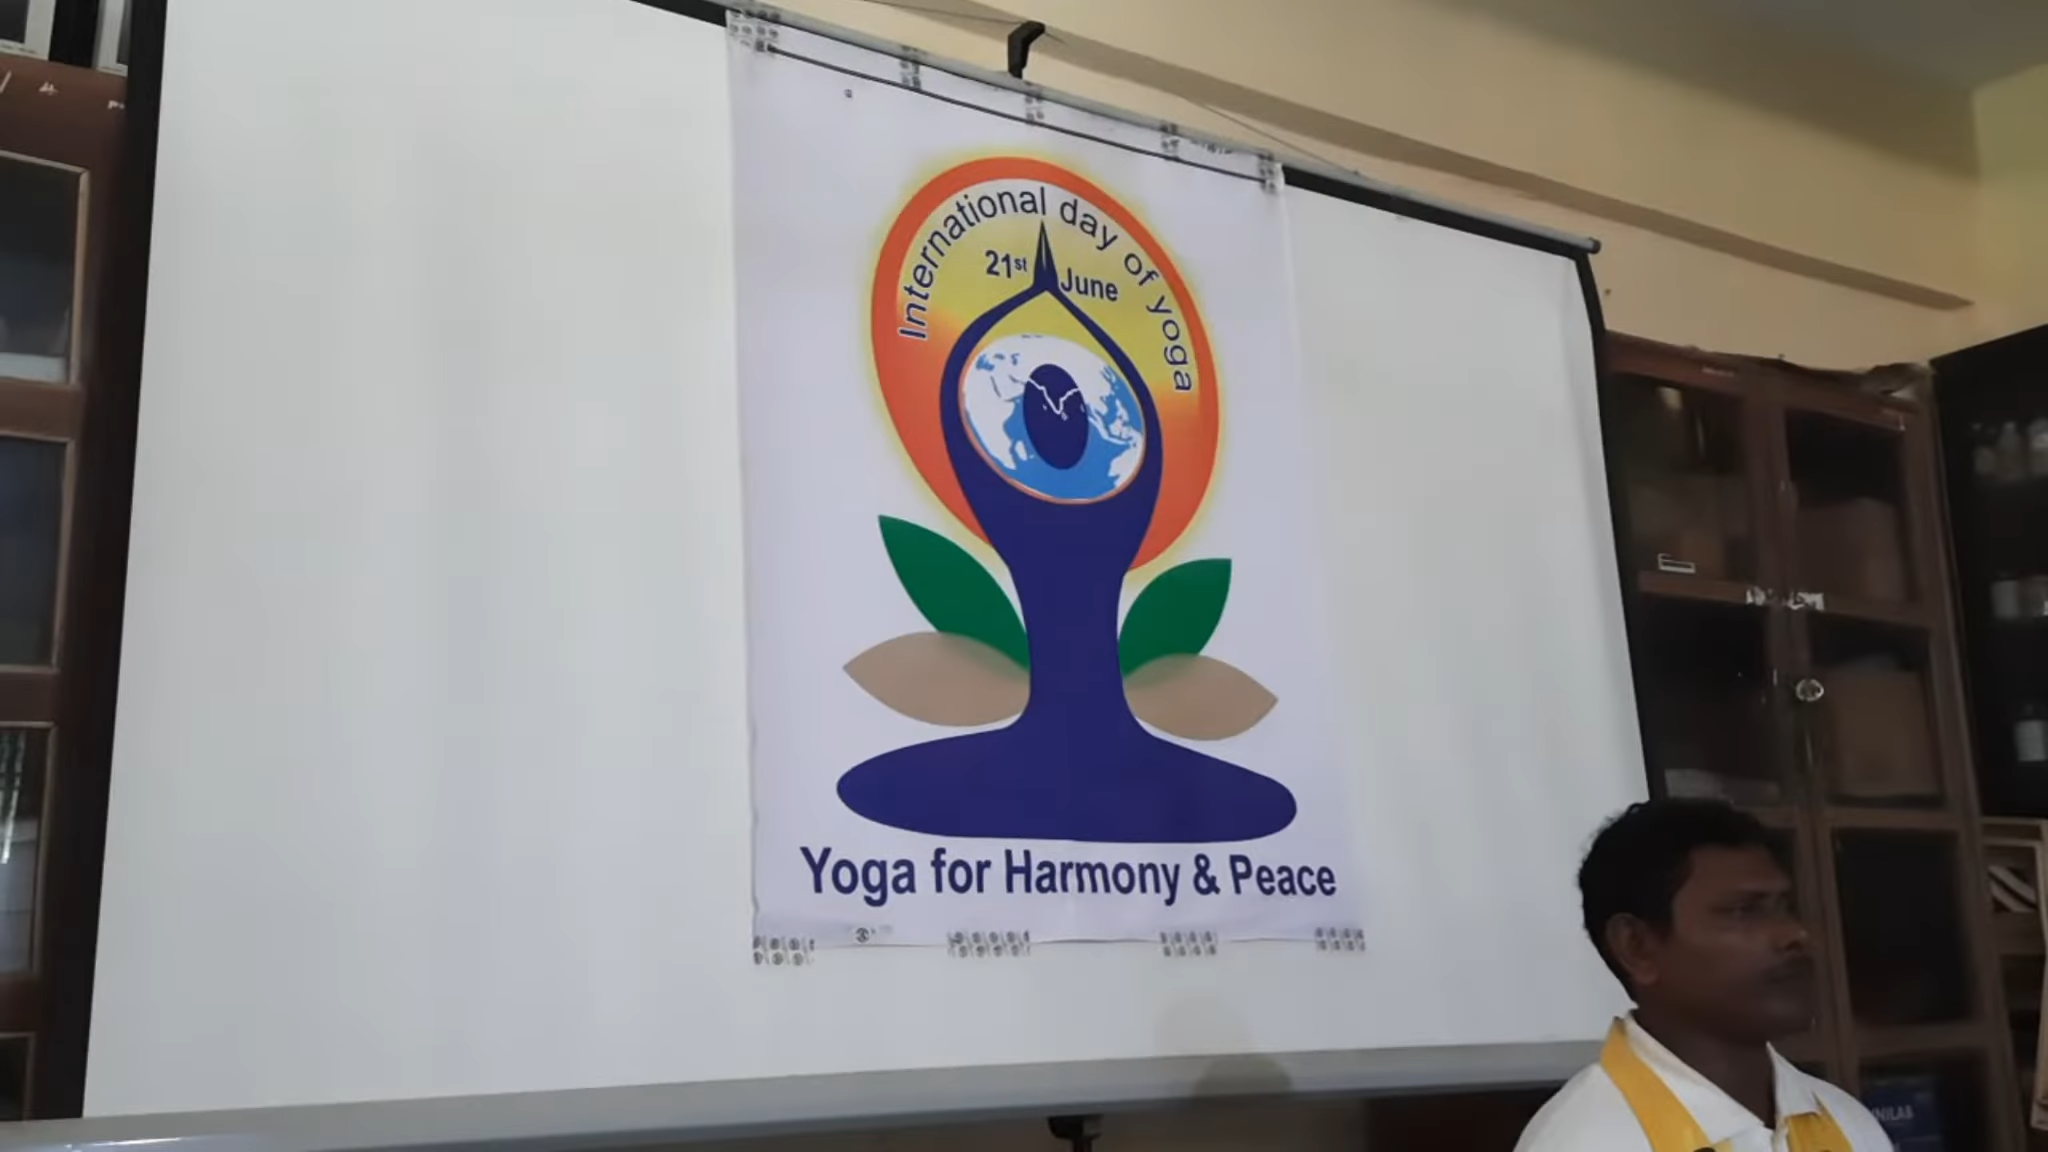 International day of yoga
21st June
Yoga for Harmony & Peace